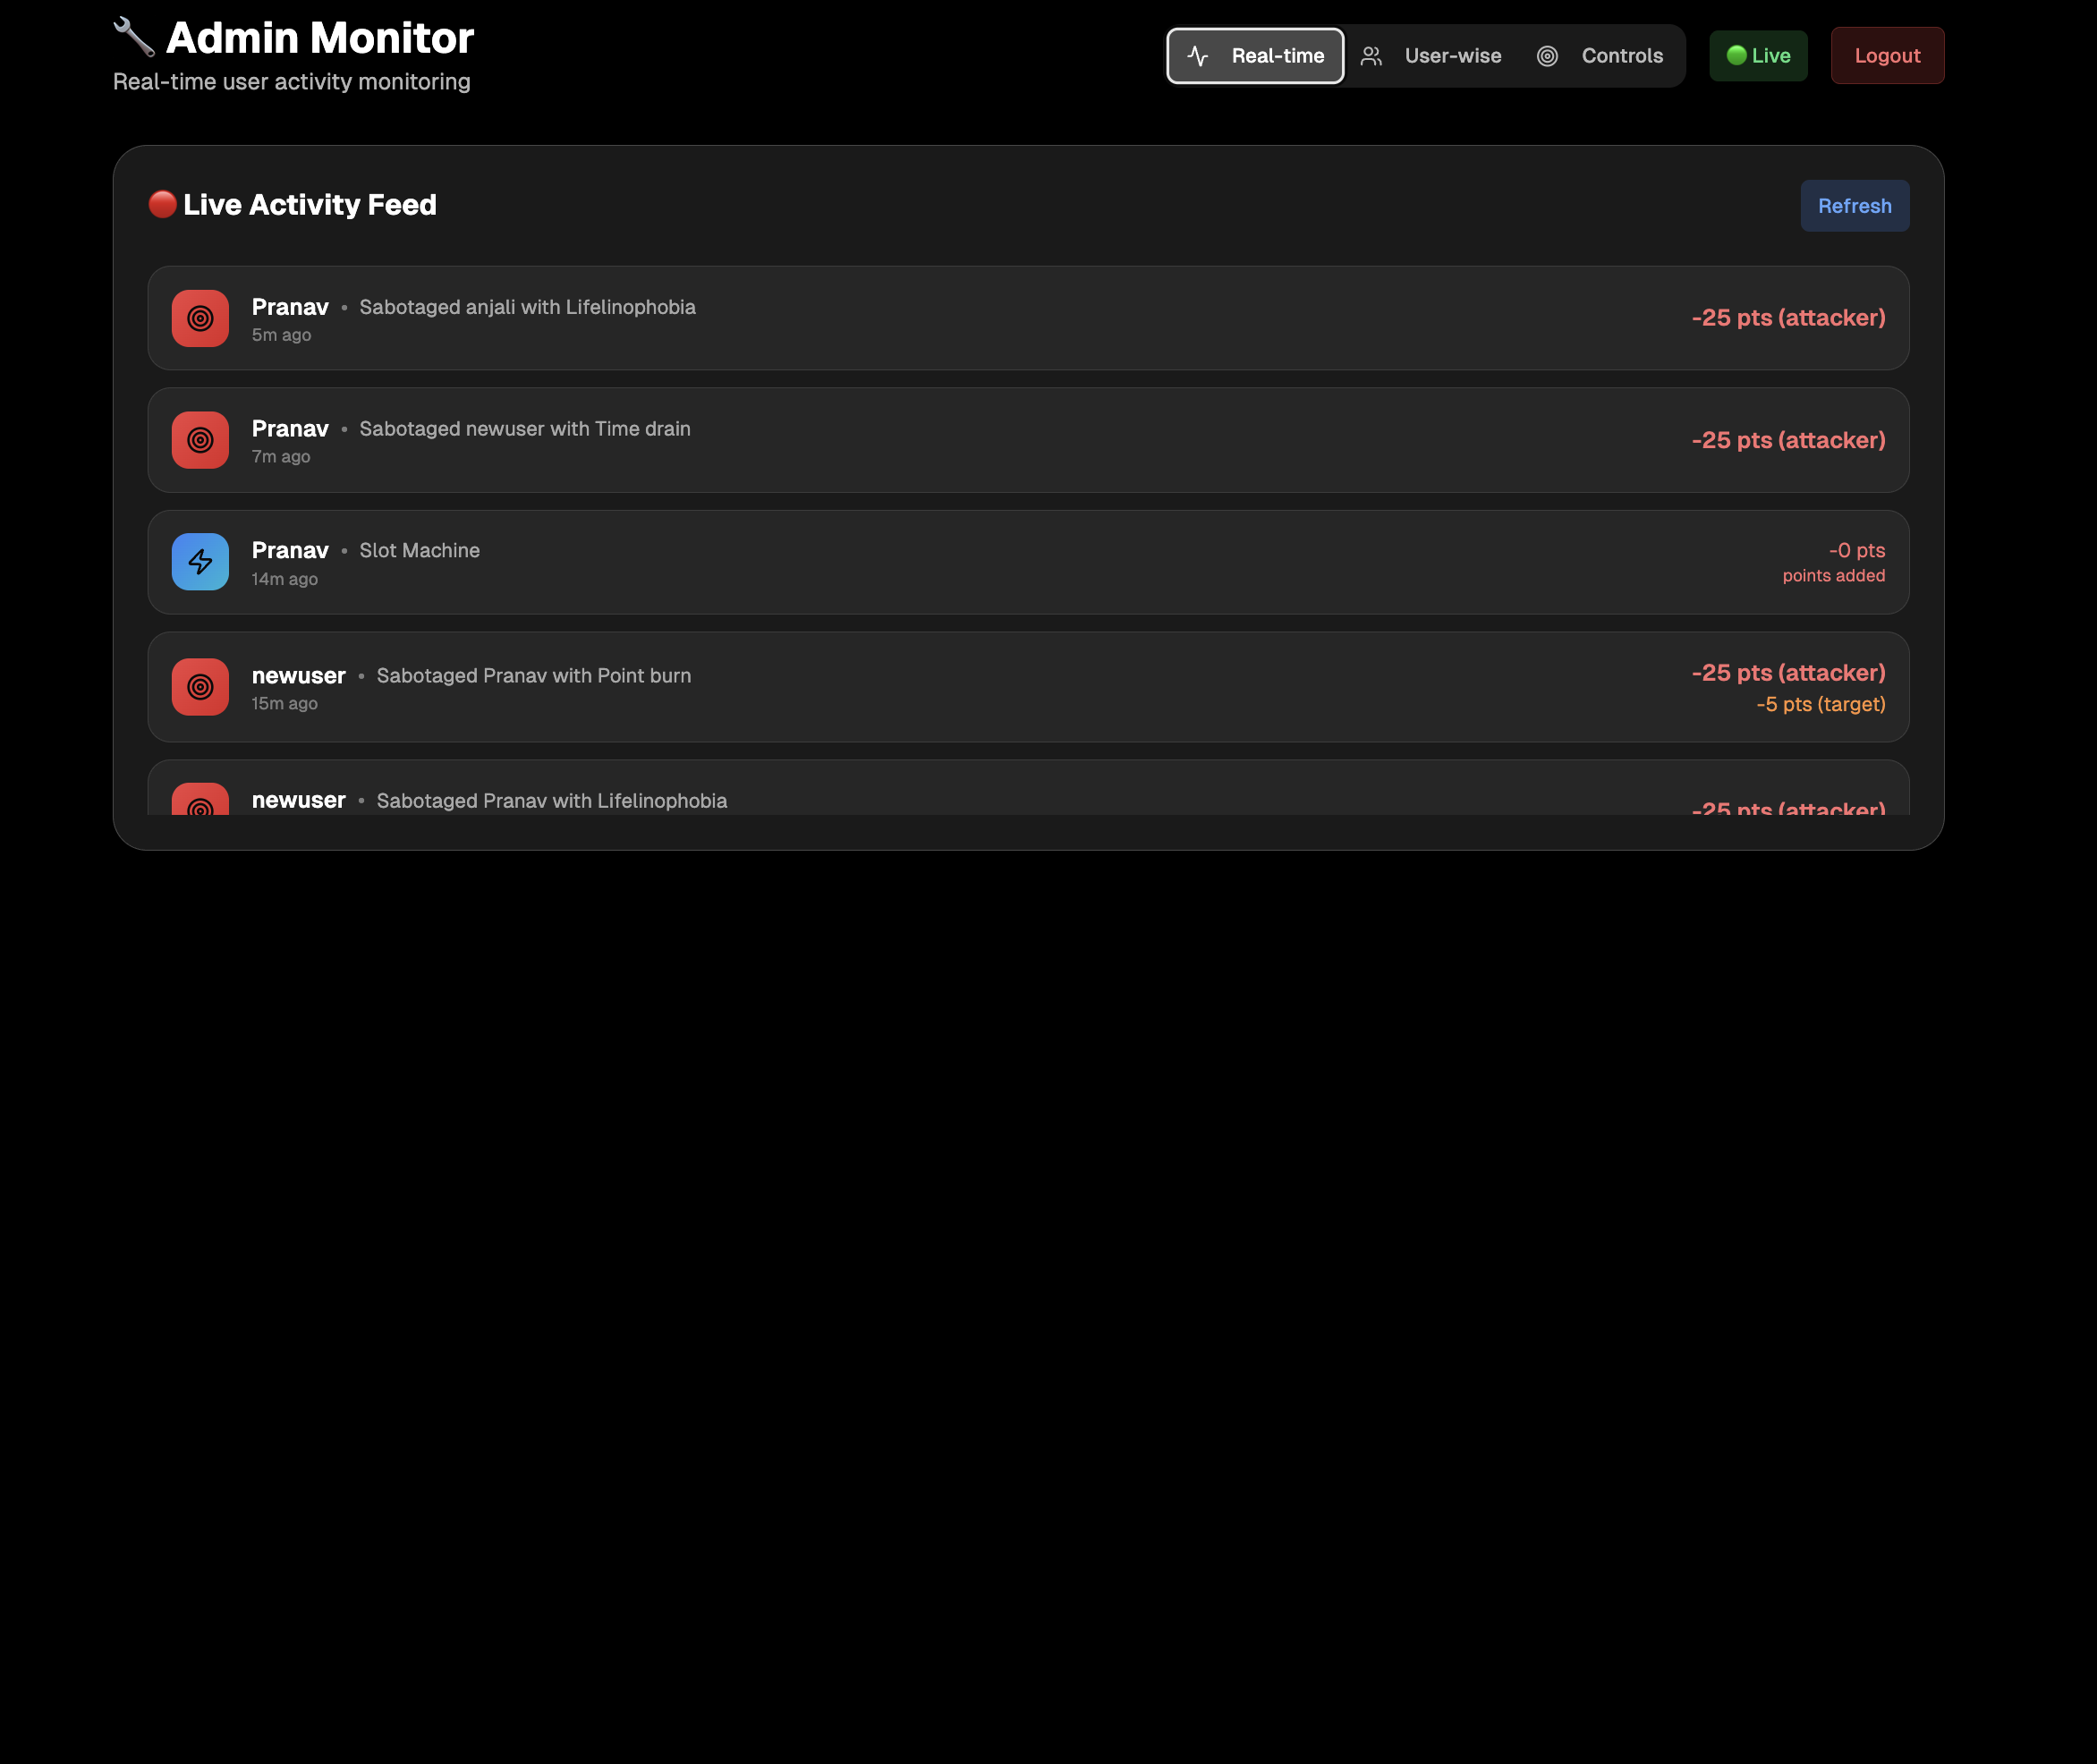 Admin Monitor
Real-time user activity monitoring
Real-time
User-wise
Controls
Live
Logout
Live Activity Feed
Refresh
Pranav • Sabotaged anjali with Lifelinophobia
5m ago
-25 pts (attacker)
Pranav • Sabotaged newuser with Time drain
7m ago
-25 pts (attacker)
Pranav • Slot Machine
14m ago
-0 pts
points added
newuser • Sabotaged Pranav with Point burn
15m ago
-25 pts (attacker)
-5 pts (target)
newuser • Sabotaged Pranav with Lifelinophobia
-25 pts (attacker)